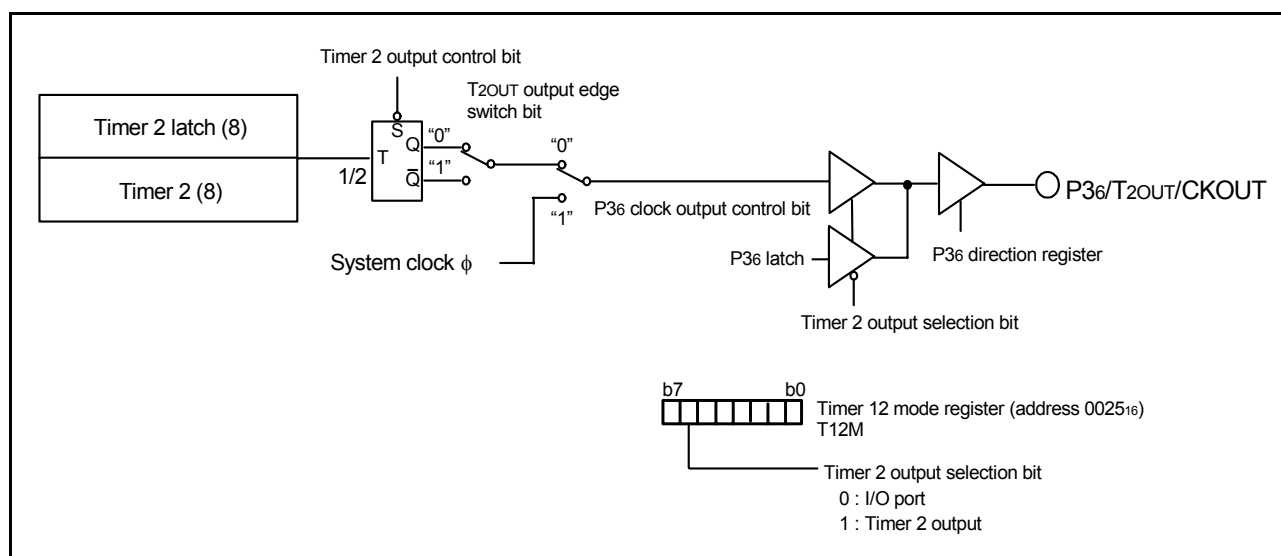 Timer 2 output control bit
T2OUT output edge
switch bit
Timer 2 latch (8)
Timer 2 (8)
S
T
Q
Q̅
1/2
“0”
“1”
“0”
“1”
P36 clock output control bit
System clock ϕ
P36 latch
P36/T2OUT/CKOUT
P36 direction register
Timer 2 output selection bit
b7
b0
Timer 12 mode register (address 002516)
T12M
Timer 2 output selection bit
0 : I/O port
1 : Timer 2 output